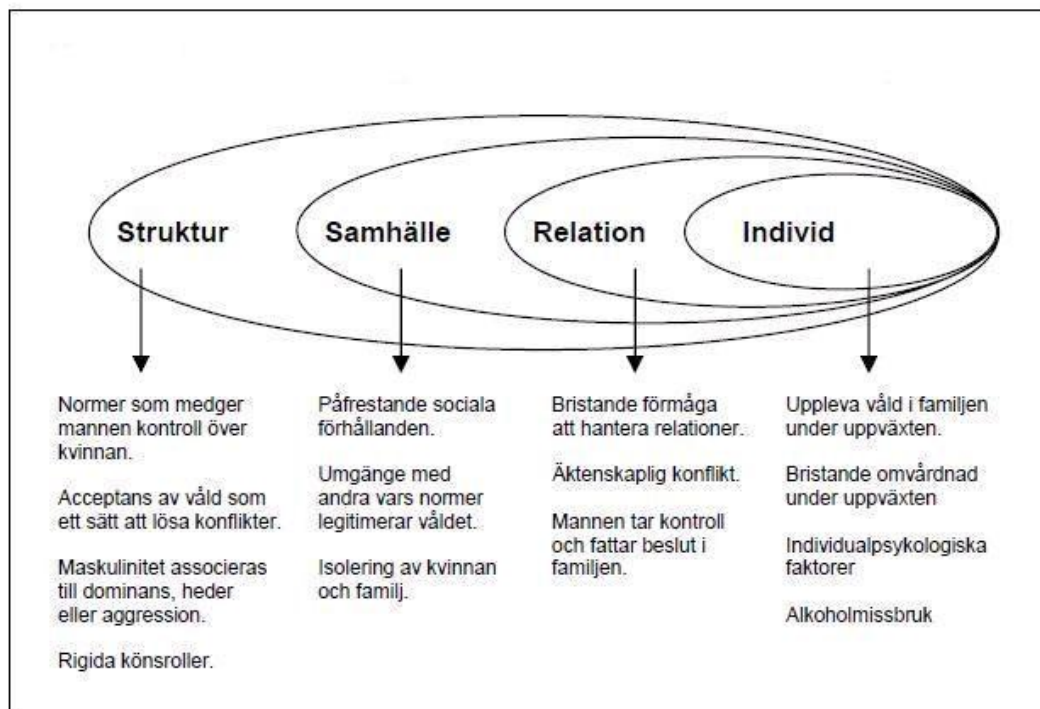 Struktur
Samhälle
Relation
Individ
Normer som medger
mannen kontroll över
kvinnan.
Acceptans av våld som
ett sätt att lösa konflikter.
Maskulinitet associeras
till dominans, heder
eller aggression.
Rigida könsroller.
Påfrestande sociala
förhållanden.
Umgänge med
andra vars normer
legitimerar våldet.
Isolering av kvinnan
och familj.
Bristande förmåga
att hantera relationer.
Äktenskaplig konflikt.
Mannen tar kontroll
och fattar beslut i
familjen.
Uppleva våld i familjen
under uppväxten.
Bristande omvårdnad
under uppväxten
Individualpsykologiska
faktorer
Alkoholmissbruk